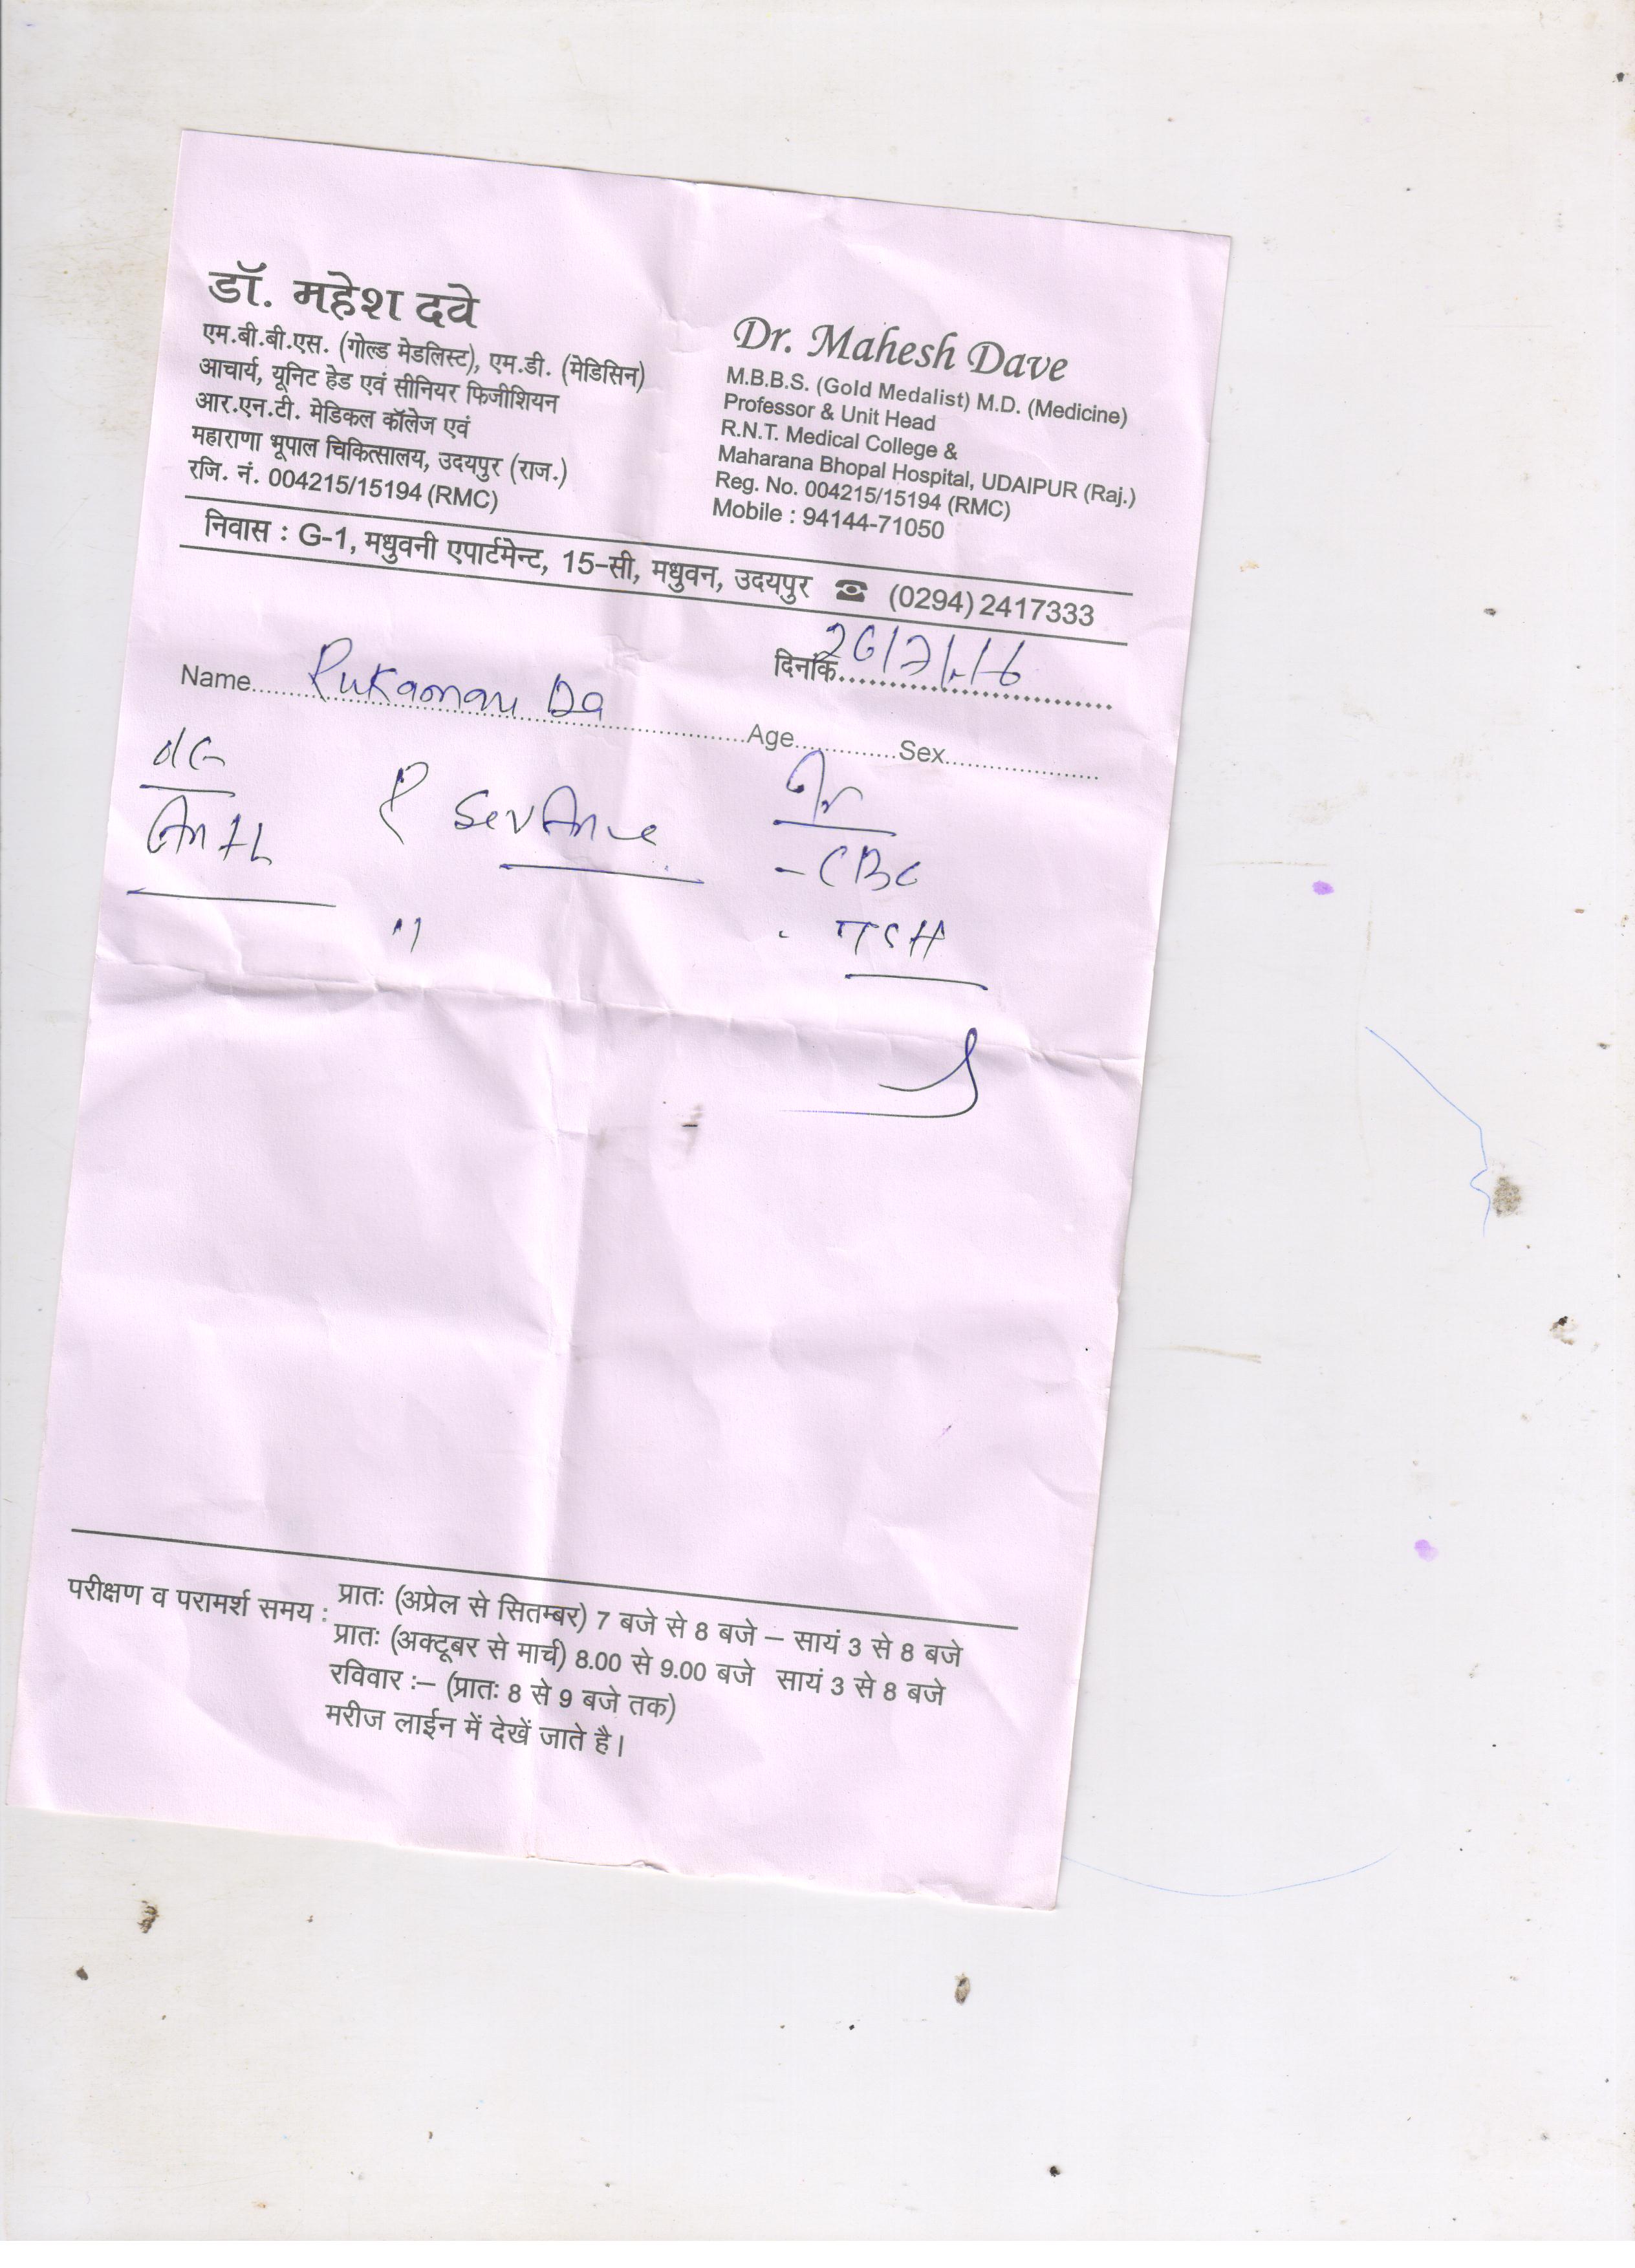 डॉ. महेश दवे
एम.बी.बी.एस. (गोल्ड मेडलिस्ट), एम.डी. (मेडिसिन)
आचार्य, यूनिट हेड एवं सीनियर फिजीशियन
आर.एन.टी. मेडिकल कॉलेज एवं
महाराणा भूपाल चिकित्सालय, उदयपुर (राज.)
रजि. नं. 004215/15194 (RMC)
Dr. Mahesh Dave
M.B.B.S. (Gold Medalist) M.D. (Medicine)
Professor & Unit Head
R.N.T. Medical College &
Maharana Bhopal Hospital, UDAIPUR (Raj.)
Reg. No. 004215/15194 (RMC)
Mobile : 94144-71050
निवास : G-1, मधुवनी एपार्टमेन्ट, 15-सी, मधुवन, उदयपुर ☎ (0294) 2417333
दिनांक
Name
Age Sex
- CBC
TSH
परीक्षण व परामर्श समय : प्रातः (अप्रेल से सितम्बर) 7 बजे से 8 बजे – सायं 3 से 8 बजे
प्रातः (अक्टूबर से मार्च) 8.00 से 9.00 बजे सायं 3 से 8 बजे
रविवार :– (प्रातः 8 से 9 बजे तक)
मरीज लाईन में देखें जाते है।